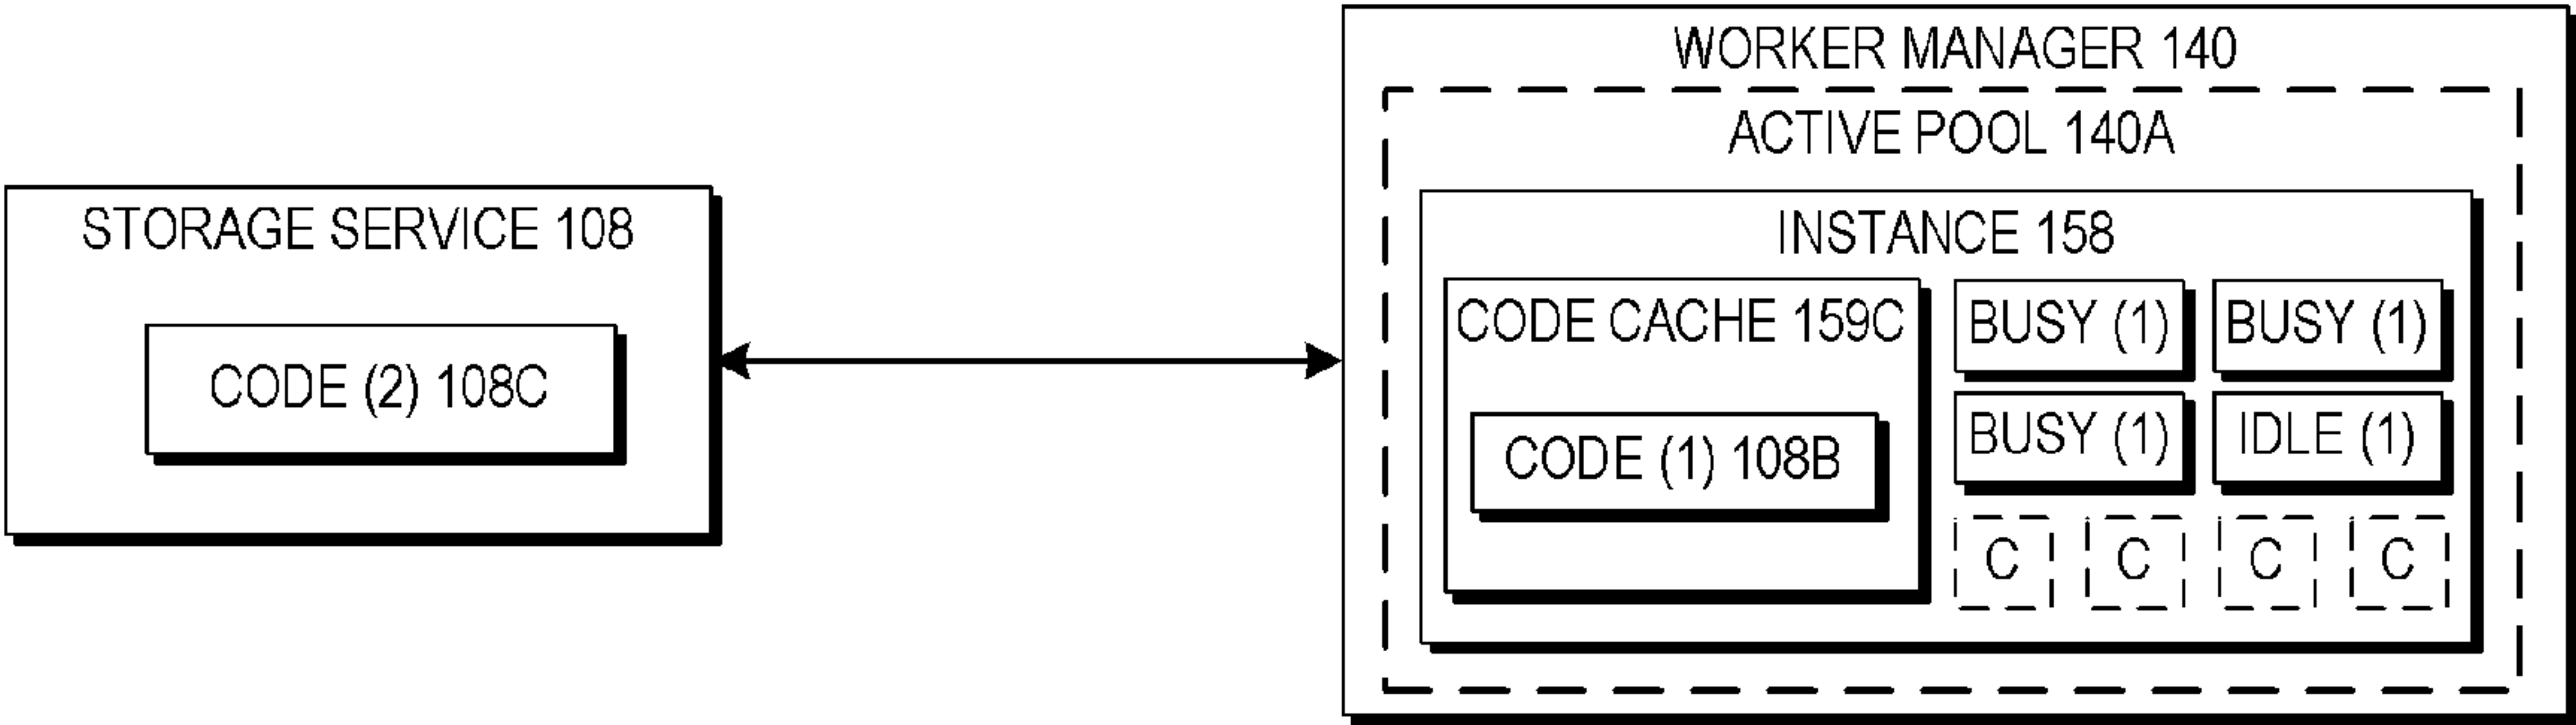 STORAGE SERVICE 108
CODE (2) 108C
WORKER MANAGER 140
ACTIVE POOL 140A
INSTANCE 158
CODE CACHE 159C
CODE (1) 108B
BUSY (1)
BUSY (1)
BUSY (1)
IDLE (1)
C
C
C
C